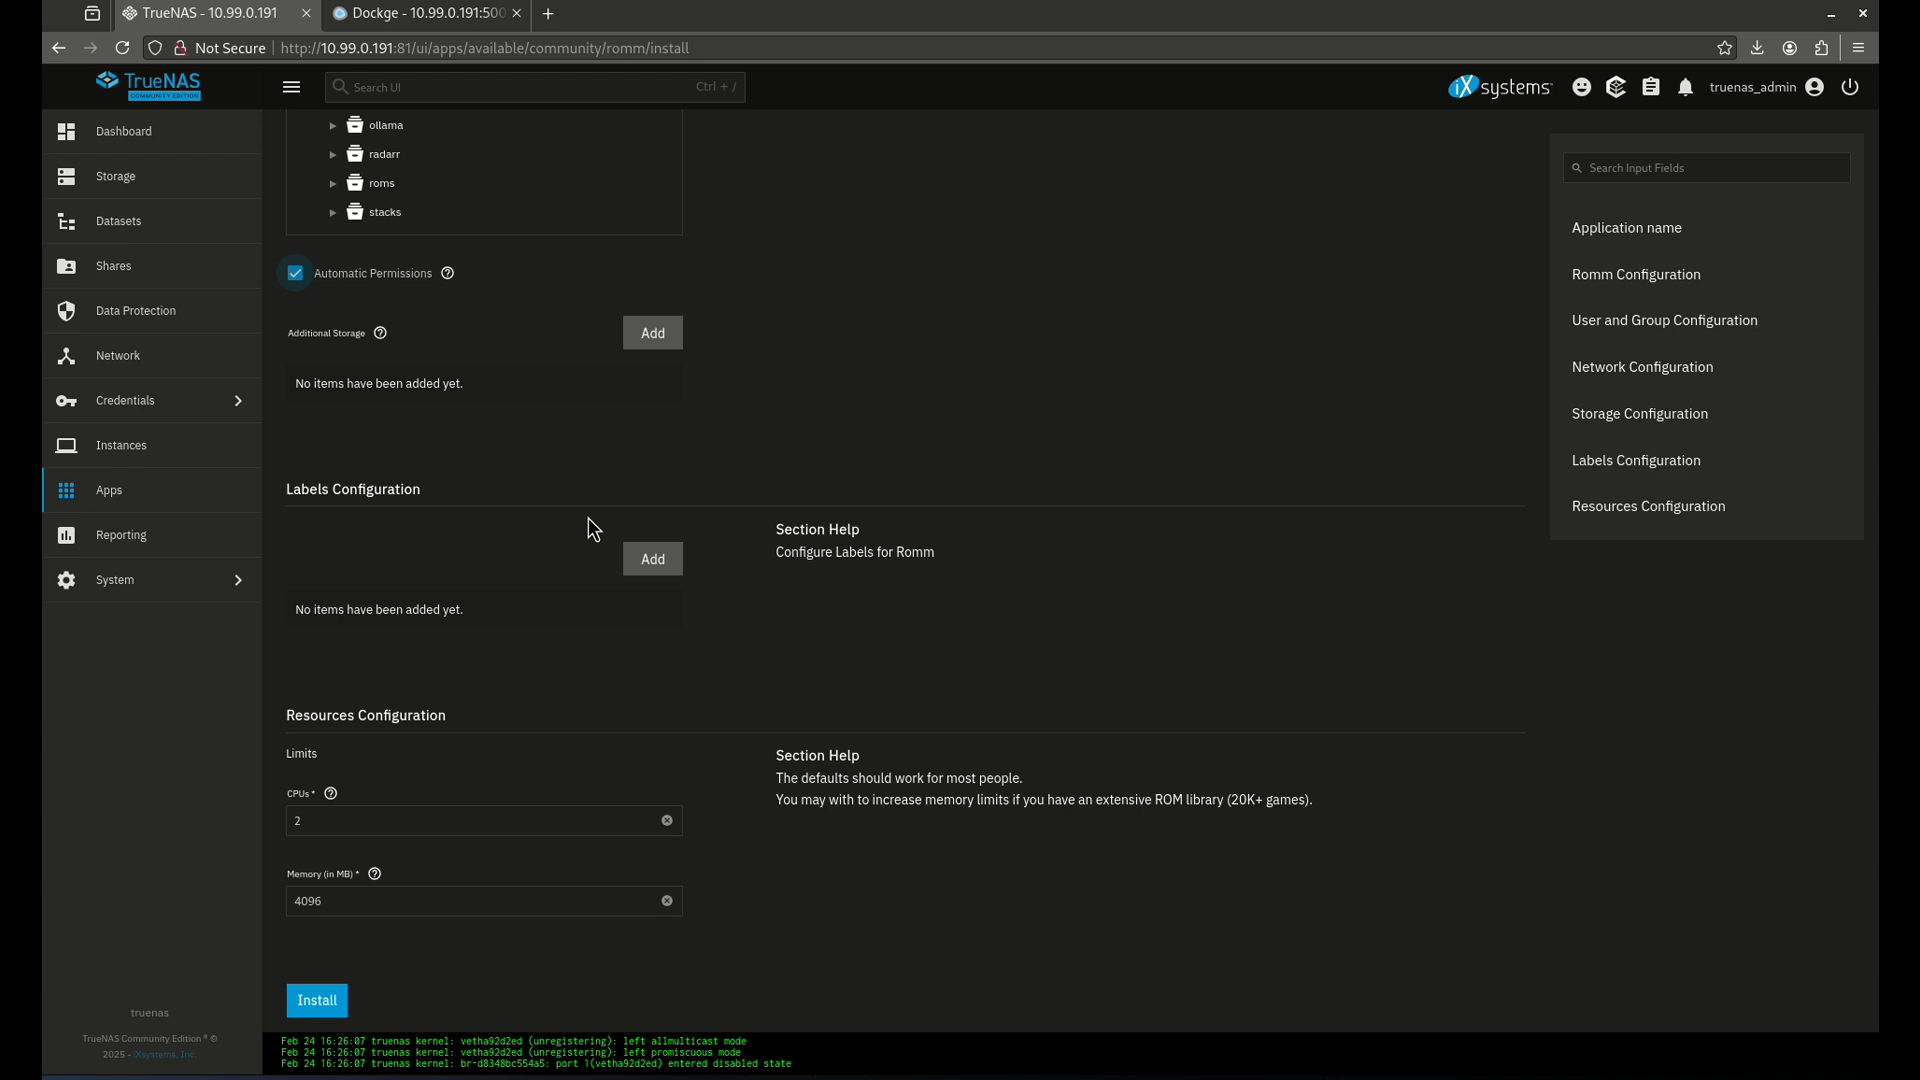 TrueNAS - 10.99.0.191
Dockge - 10.99.0.191:500
Not Secure
http://10.99.0.191:81/ui/apps/available/community/romm/install
TrueNAS
COMMUNITY EDITION
Search UI
Ctrl + /
iXsystems
truenas_admin
Dashboard
Storage
Datasets
Shares
Data Protection
Network
Credentials
Instances
Apps
Reporting
System
truenas
TrueNAS Community Edition ® ©
2025 - iXsystems, Inc.
ollama
radarr
roms
stacks
Automatic Permissions
Additional Storage
Add
No items have been added yet.
Labels Configuration
Add
No items have been added yet.
Section Help
Configure Labels for Romm
Resources Configuration
Limits
CPUs *
2
Memory (in MB) *
4096
Section Help
The defaults should work for most people.
You may with to increase memory limits if you have an extensive ROM library (20K+ games).
Install
Search Input Fields
Application name
Romm Configuration
User and Group Configuration
Network Configuration
Storage Configuration
Labels Configuration
Resources Configuration
Feb 24 16:26:07 truenas kernel: vetha92d2ed (unregistering): left allmulticast mode
Feb 24 16:26:07 truenas kernel: vetha92d2ed (unregistering): left promiscuous mode
Feb 24 16:26:07 truenas kernel: br-d8348bc554a5: port 1(vetha92d2ed) entered disabled state